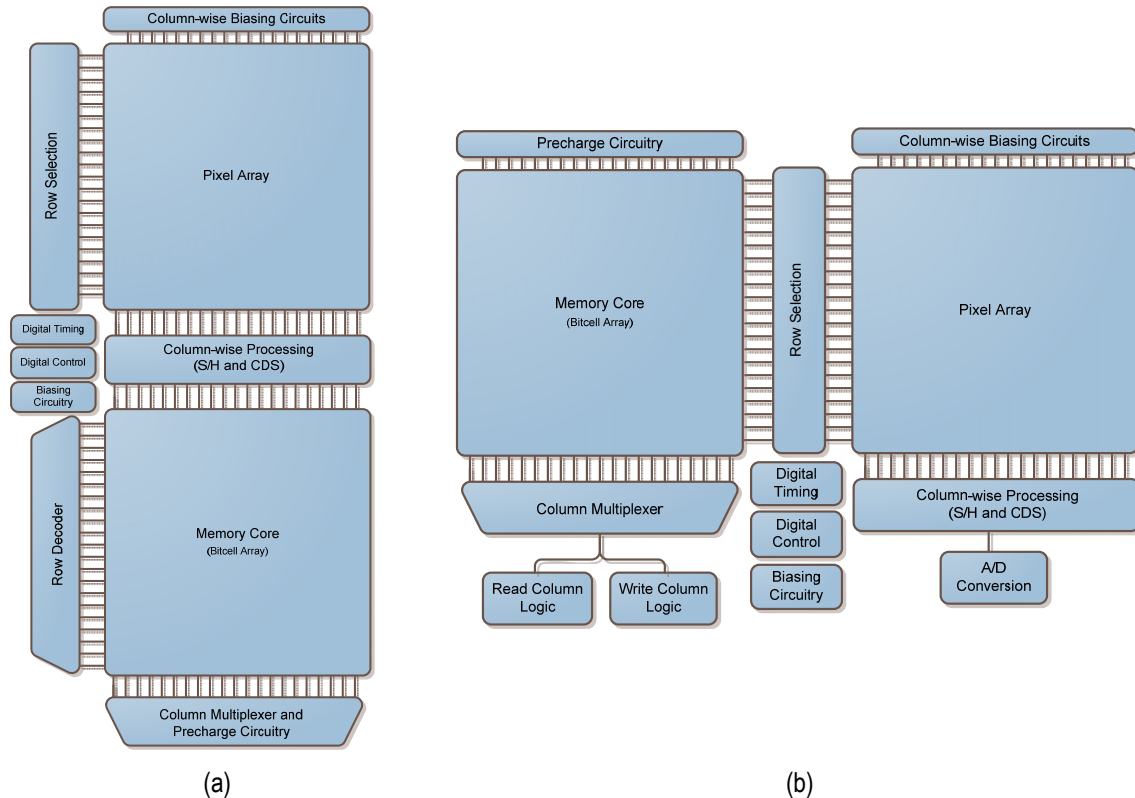 Column-wise Biasing Circuits
Row Selection
Pixel Array
Digital Timing
Digital Control
Biasing
Circuitry
Column-wise Processing
(S/H and CDS)
Row Decoder
Memory Core
(Bitcell Array)
Column Multiplexer and
Precharge Circuitry
(a)
Precharge Circuitry
Column-wise Biasing Circuits
Memory Core
(Bitcell Array)
Row Selection
Pixel Array
Column Multiplexer
Digital
Timing
Column-wise Processing
(S/H and CDS)
Digital
Control
Read Column
Logic
Write Column
Logic
Biasing
Circuitry
A/D
Conversion
(b)